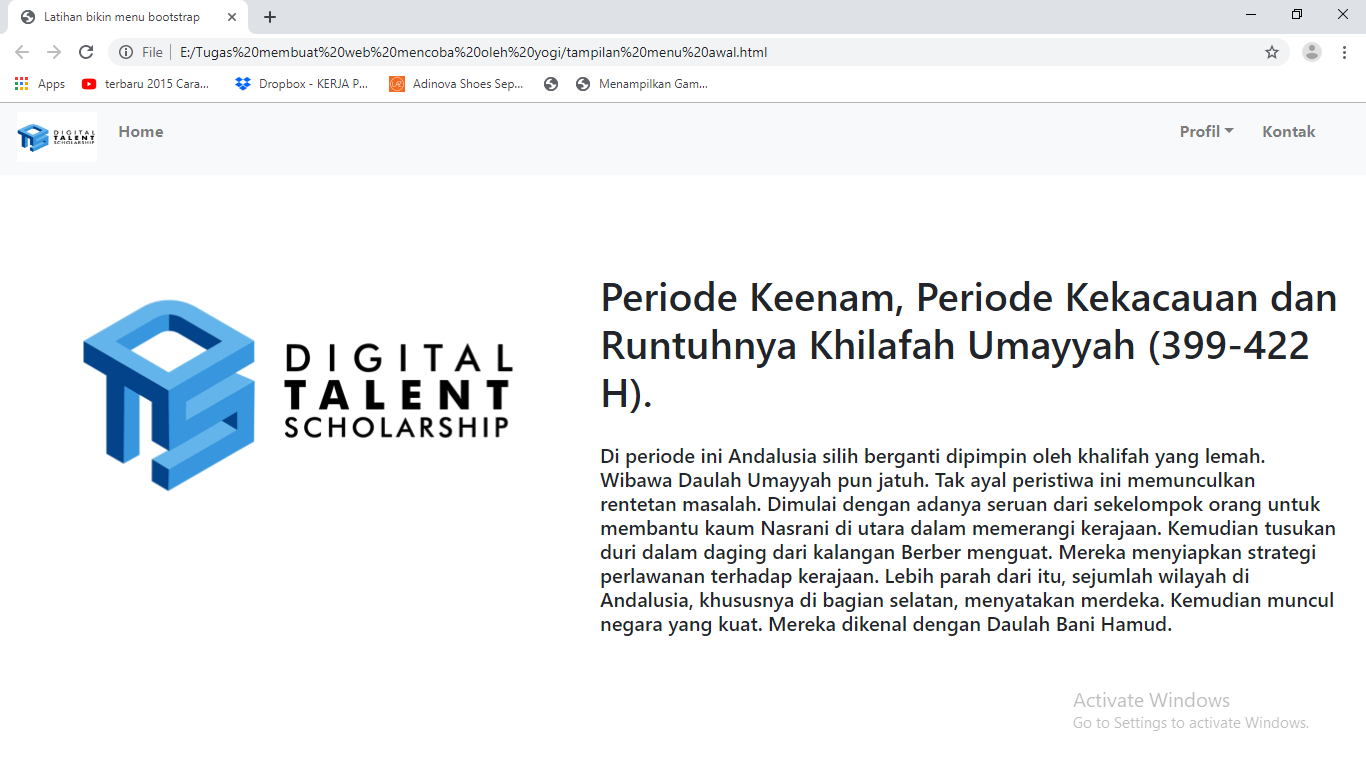 Latihan bikin menu bootstrap
File | E:/Tugas%20membuat%20web%20mencoba%20oleh%20yogi/tampilan%20menu%20awal.html
Apps terbaru 2015 Cara... Dropbox - KERJA P... Adinova Shoes Sep... Menampilkan Gam...
DIGITAL
TALENT
SCHOLARSHIP
Home Profil Kontak
DIGITAL
TALENT
SCHOLARSHIP
Periode Keenam, Periode Kekacauan dan
Runtuhnya Khilafah Umayyah (399-422
H).
Di periode ini Andalusia silih berganti dipimpin oleh khalifah yang lemah.
Wibawa Daulah Umayyah pun jatuh. Tak ayal peristiwa ini memunculkan
rentetan masalah. Dimulai dengan adanya seruan dari sekelompok orang untuk
membantu kaum Nasrani di utara dalam memerangi kerajaan. Kemudian tusukan
duri dalam daging dari kalangan Berber menguat. Mereka menyiapkan strategi
perlawanan terhadap kerajaan. Lebih parah dari itu, sejumlah wilayah di
Andalusia, khususnya di bagian selatan, menyatakan merdeka. Kemudian muncul
negara yang kuat. Mereka dikenal dengan Daulah Bani Hamud.
Activate Windows
Go to Settings to activate Windows.